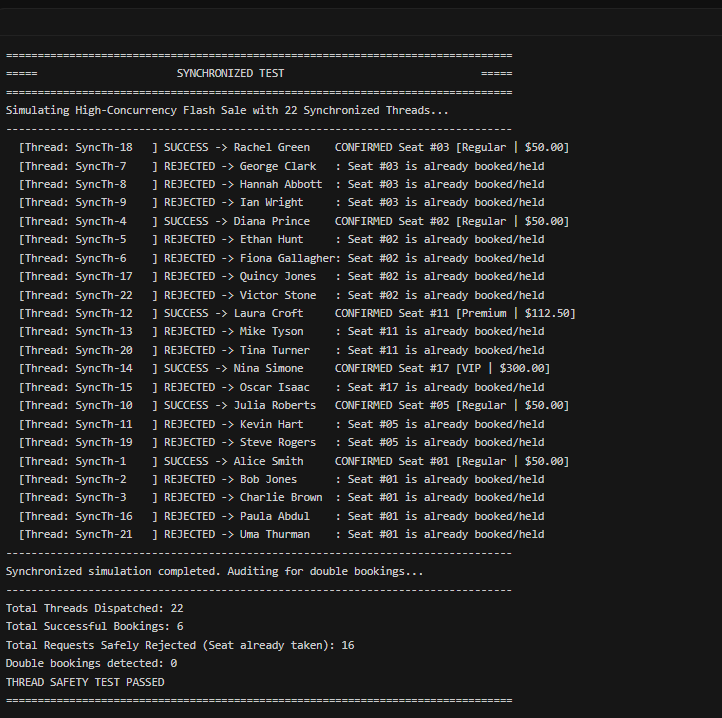 ================================================================================
=====                      SYNCHRONIZED TEST                               =====
================================================================================
Simulating High-Concurrency Flash Sale with 22 Synchronized Threads...
--------------------------------------------------------------------------------
  [Thread: SyncTh-18   ] SUCCESS -> Rachel Green    CONFIRMED Seat #03 [Regular | $50.00]
  [Thread: SyncTh-7    ] REJECTED -> George Clark   : Seat #03 is already booked/held
  [Thread: SyncTh-8    ] REJECTED -> Hannah Abbott  : Seat #03 is already booked/held
  [Thread: SyncTh-9    ] REJECTED -> Ian Wright     : Seat #03 is already booked/held
  [Thread: SyncTh-4    ] SUCCESS -> Diana Prince    CONFIRMED Seat #02 [Regular | $50.00]
  [Thread: SyncTh-5    ] REJECTED -> Ethan Hunt     : Seat #02 is already booked/held
  [Thread: SyncTh-6    ] REJECTED -> Fiona Gallagher: Seat #02 is already booked/held
  [Thread: SyncTh-17   ] REJECTED -> Quincy Jones   : Seat #02 is already booked/held
  [Thread: SyncTh-22   ] REJECTED -> Victor Stone   : Seat #02 is already booked/held
  [Thread: SyncTh-12   ] SUCCESS -> Laura Croft     CONFIRMED Seat #11 [Premium | $112.50]
  [Thread: SyncTh-13   ] REJECTED -> Mike Tyson     : Seat #11 is already booked/held
  [Thread: SyncTh-20   ] REJECTED -> Tina Turner    : Seat #11 is already booked/held
  [Thread: SyncTh-14   ] SUCCESS -> Nina Simone     CONFIRMED Seat #17 [VIP | $300.00]
  [Thread: SyncTh-15   ] REJECTED -> Oscar Isaac    : Seat #17 is already booked/held
  [Thread: SyncTh-10   ] SUCCESS -> Julia Roberts   CONFIRMED Seat #05 [Regular | $50.00]
  [Thread: SyncTh-11   ] REJECTED -> Kevin Hart     : Seat #05 is already booked/held
  [Thread: SyncTh-19   ] REJECTED -> Steve Rogers   : Seat #05 is already booked/held
  [Thread: SyncTh-1    ] SUCCESS -> Alice Smith     CONFIRMED Seat #01 [Regular | $50.00]
  [Thread: SyncTh-2    ] REJECTED -> Bob Jones      : Seat #01 is already booked/held
  [Thread: SyncTh-3    ] REJECTED -> Charlie Brown  : Seat #01 is already booked/held
  [Thread: SyncTh-16   ] REJECTED -> Paula Abdul    : Seat #01 is already booked/held
  [Thread: SyncTh-21   ] REJECTED -> Uma Thurman    : Seat #01 is already booked/held
--------------------------------------------------------------------------------
Synchronized simulation completed. Auditing for double bookings...
--------------------------------------------------------------------------------
Total Threads Dispatched: 22
Total Successful Bookings: 6
Total Requests Safely Rejected (Seat already taken): 16
Double bookings detected: 0
THREAD SAFETY TEST PASSED
================================================================================